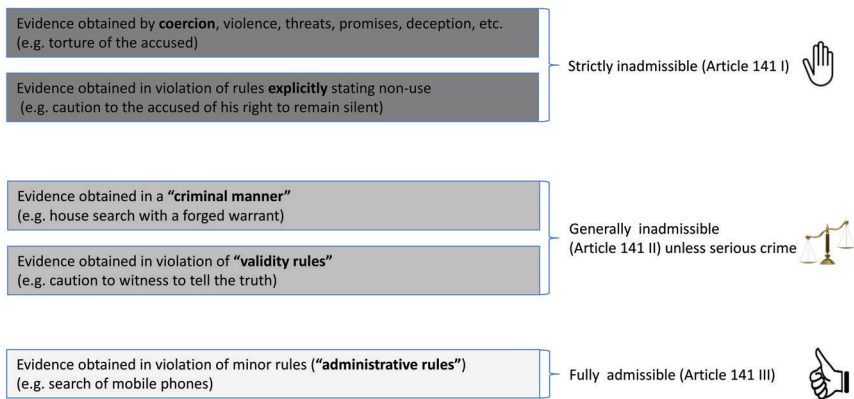 Evidence obtained by coercion, violence, threats, promises, deception, etc.
(e.g. torture of the accused)
Strictly inadmissible (Article 141 I)
Evidence obtained in violation of rules explicitly stating non-use
(e.g. caution to the accused of his right to remain silent)
Evidence obtained in a “criminal manner”
(e.g. house search with a forged warrant)
Generally inadmissible
(Article 141 II) unless serious crime
Evidence obtained in violation of “validity rules”
(e.g. caution to witness to tell the truth)
Evidence obtained in violation of minor rules (“administrative rules”)
(e.g. search of mobile phones)
Fully admissible (Article 141 III)